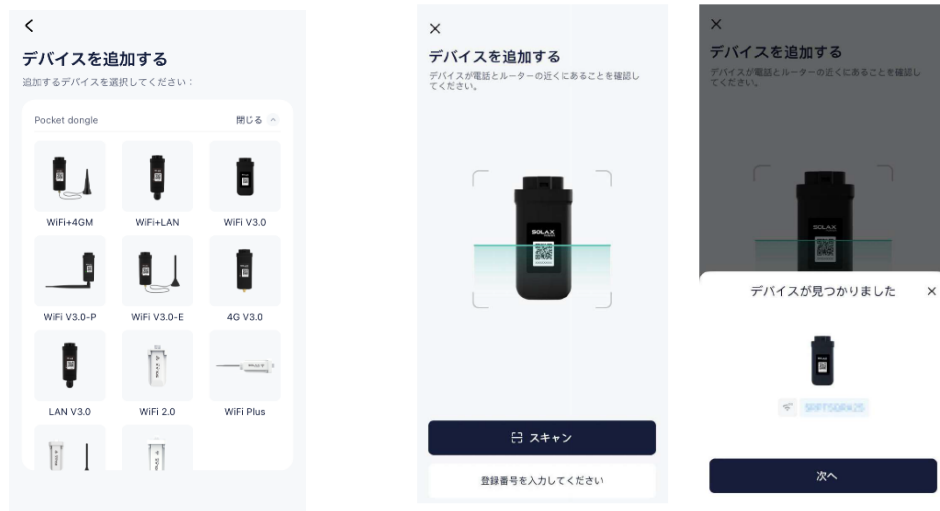 デバイスを追加する
追加するデバイスを選択してください：
Pocket dongle
閉じる
WiFi+4GM
WiFi+LAN
WiFi V3.0
WiFi V3.0-P
WiFi V3.0-E
4G V3.0
LAN V3.0
WiFi 2.0
WiFi Plus
デバイスを追加する
デバイスが電話とルーターの近くにあることを確認し
てください。
SOLAX
スキャン
登録番号を入力してください
デバイスを追加する
デバイスが電話とルーターの近くにあることを確認し
てください。
SOLAX
デバイスが見つかりました
次へ